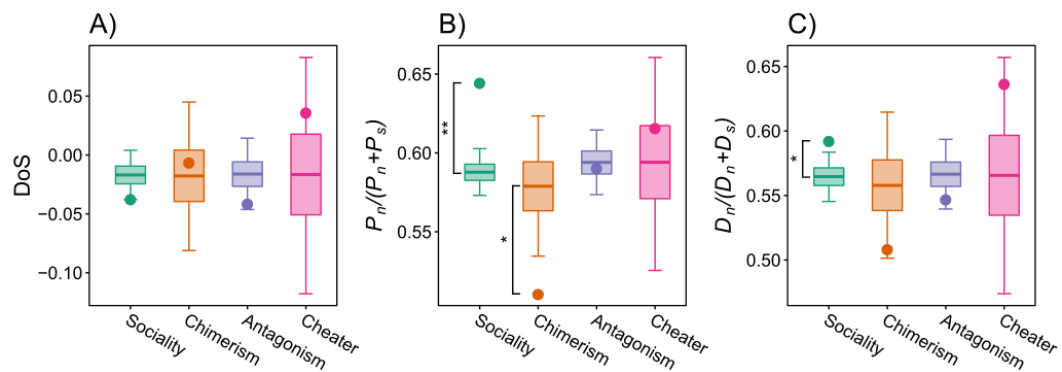 A)
DoS
0.05
0.00
−0.05
−0.10
Sociality
Chimerism
Antagonism
Cheater
B)
Pn/(Pn+Ps)
0.65
0.60
0.55
**
*
Sociality
Chimerism
Antagonism
Cheater
C)
Dn/(Dn+Ds)
0.65
0.60
0.55
0.50
*
Sociality
Chimerism
Antagonism
Cheater